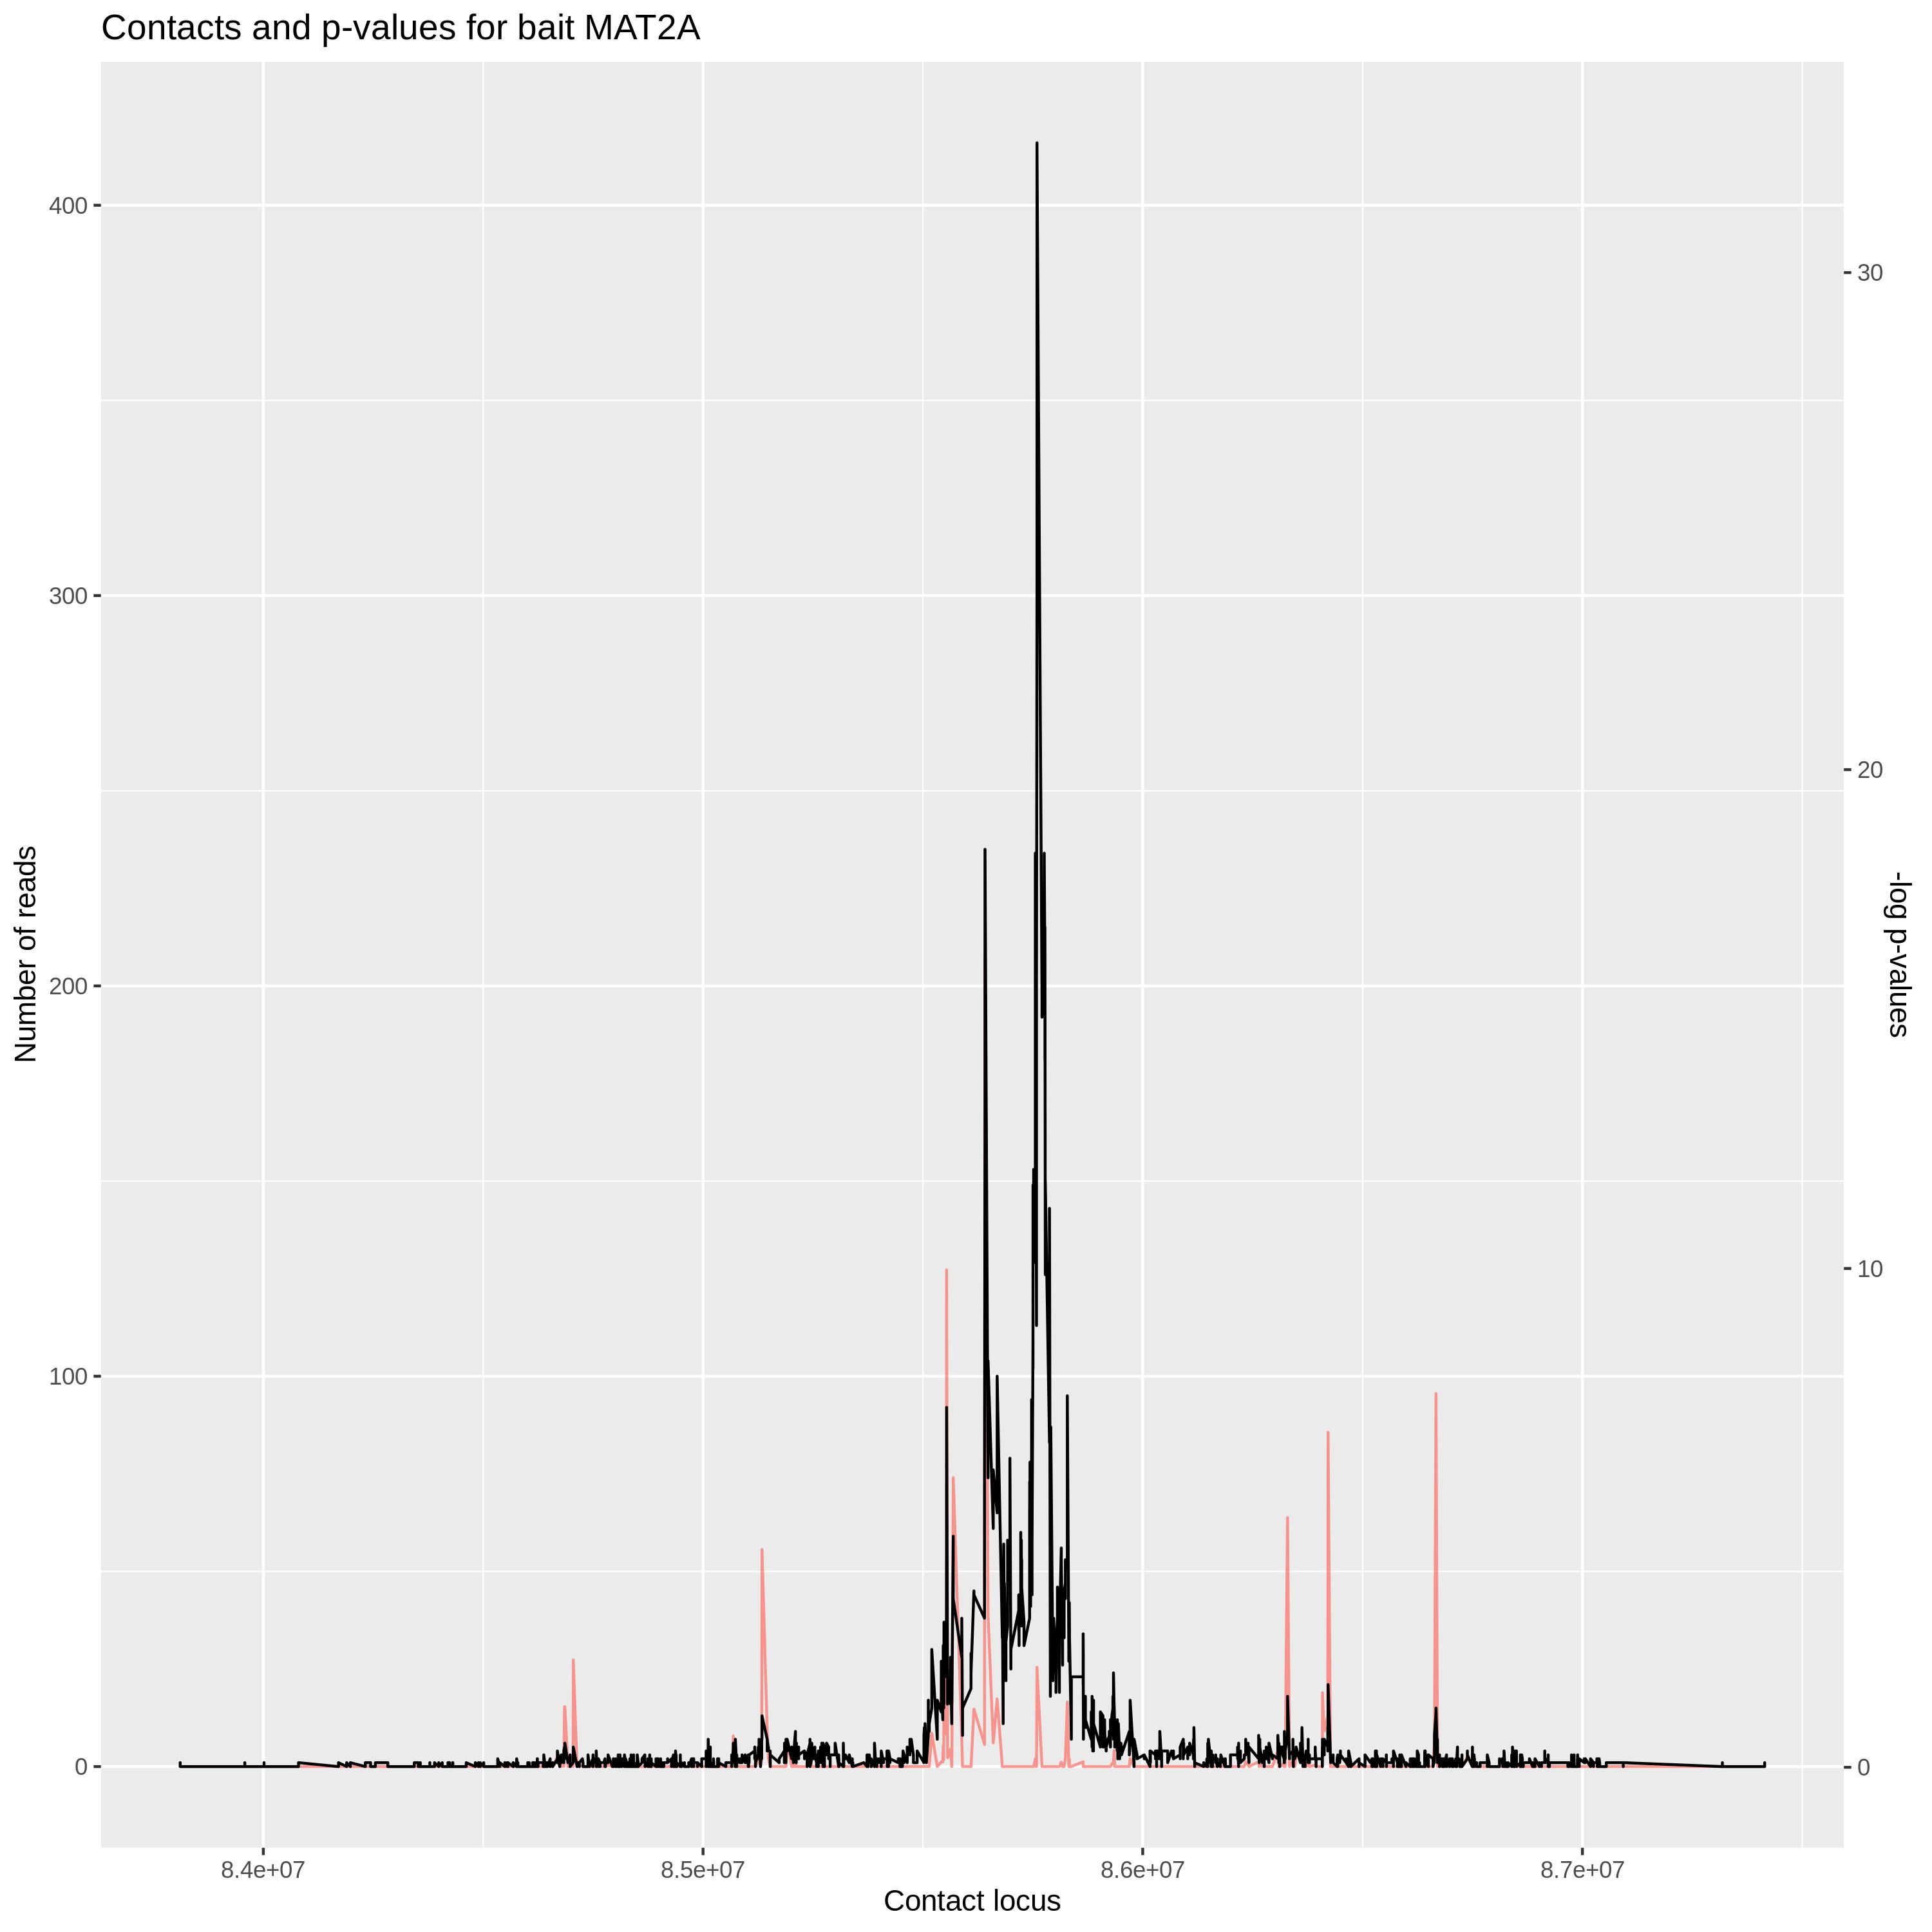 Contacts and p-values for bait MAT2A
400
300
200
100
0
Number of reads
30
20
10
0
-log p-values
8.4e+07
8.5e+07
8.6e+07
8.7e+07
Contact locus